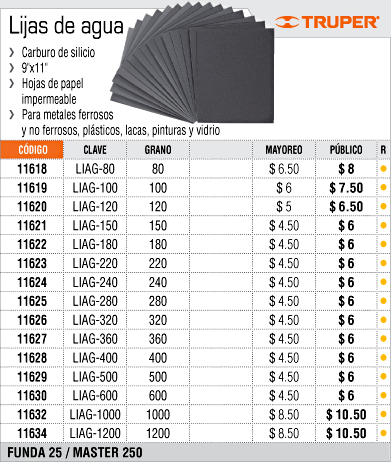 Lijas de agua
TRUPER®
› Carburo de silicio
› 9"x11"
› Hojas de papel
impermeable
› Para metales ferrosos
y no ferrosos, plásticos, lacas, pinturas y vidrio
CÓDIGO CLAVE GRANO MAYOREO PÚBLICO R
11618 LIAG-80 80 $ 6.50 $ 8
11619 LIAG-100 100 $ 6 $ 7.50
11620 LIAG-120 120 $ 5 $ 6.50
11621 LIAG-150 150 $ 4.50 $ 6
11622 LIAG-180 180 $ 4.50 $ 6
11623 LIAG-220 220 $ 4.50 $ 6
11624 LIAG-240 240 $ 4.50 $ 6
11625 LIAG-280 280 $ 4.50 $ 6
11626 LIAG-320 320 $ 4.50 $ 6
11627 LIAG-360 360 $ 4.50 $ 6
11628 LIAG-400 400 $ 4.50 $ 6
11629 LIAG-500 500 $ 4.50 $ 6
11630 LIAG-600 600 $ 4.50 $ 6
11632 LIAG-1000 1000 $ 8.50 $ 10.50
11634 LIAG-1200 1200 $ 8.50 $ 10.50
FUNDA 25 / MASTER 250